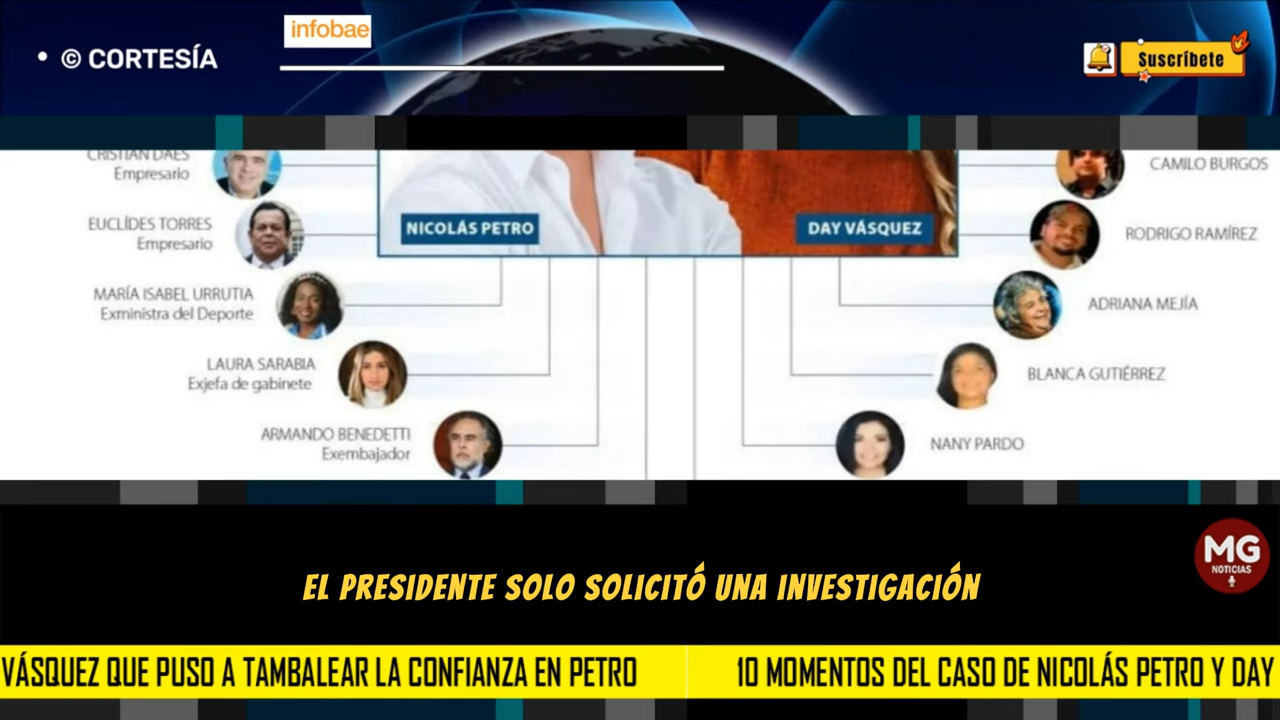 • © CORTESÍA
infobae
Suscríbete
CRISTIAN DAES
Empresario
CAMILO BURGOS
EUCLÍDES TORRES
Empresario
NICOLÁS PETRO
DAY VÁSQUEZ
RODRIGO RAMÍREZ
MARÍA ISABEL URRUTIA
Exministra del Deporte
ADRIANA MEJÍA
LAURA SARABIA
Exjefa de gabinete
BLANCA GUTIÉRREZ
ARMANDO BENEDETTI
Exembajador
NANY PARDO
MG
NOTICIAS
EL PRESIDENTE SOLO SOLICITÓ UNA INVESTIGACIÓN
VÁSQUEZ QUE PUSO A TAMBALEAR LA CONFIANZA EN PETRO
10 MOMENTOS DEL CASO DE NICOLÁS PETRO Y DAY